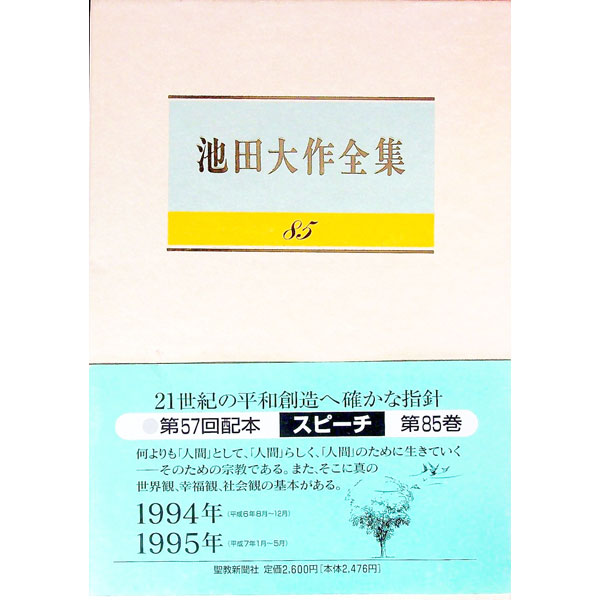 池田大作全集
85
21世紀の平和創造へ確かな指針
第57回配本 スピーチ 第85巻
何よりも「人間」として、「人間」らしく、「人間」のために生きていく
──そのための宗教である。また、そこに真の
世界観、幸福観、社会観の基本がある。
1994年(平成6年8月〜12月)
1995年(平成7年1月〜5月)
聖教新聞社 定価2,600円[本体2,476円]